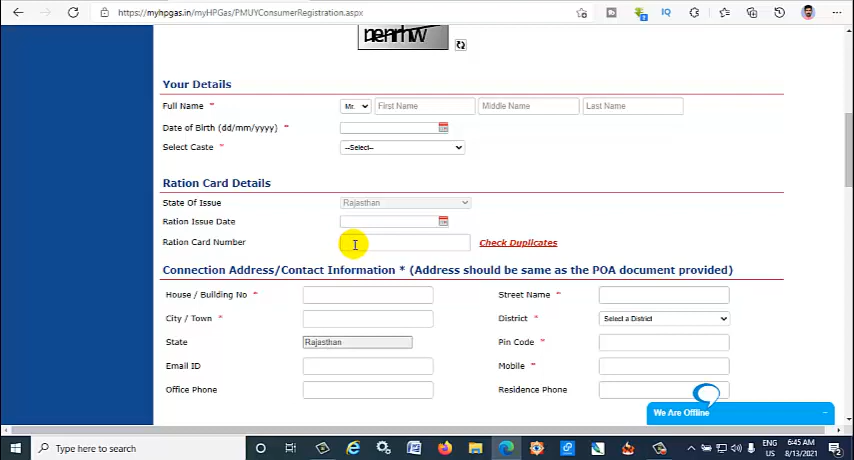 https://myhpgas.in/myHPGas/PMUYConsumerRegistration.aspx
IQ
nenrhw
Your Details
Full Name * Mr. First Name Middle Name Last Name
Date of Birth (dd/mm/yyyy) *
Select Caste * --Select--
Ration Card Details
State Of Issue Rajasthan
Ration Issue Date
Ration Card Number Check Duplicates
Connection Address/Contact Information * (Address should be same as the POA document provided)
House / Building No * Street Name *
City / Town * District * Select a District
State Rajasthan Pin Code *
Email ID Mobile *
Office Phone Residence Phone
We Are Offline
Type here to search
ENG 6:45 AM
US 8/13/2021 2